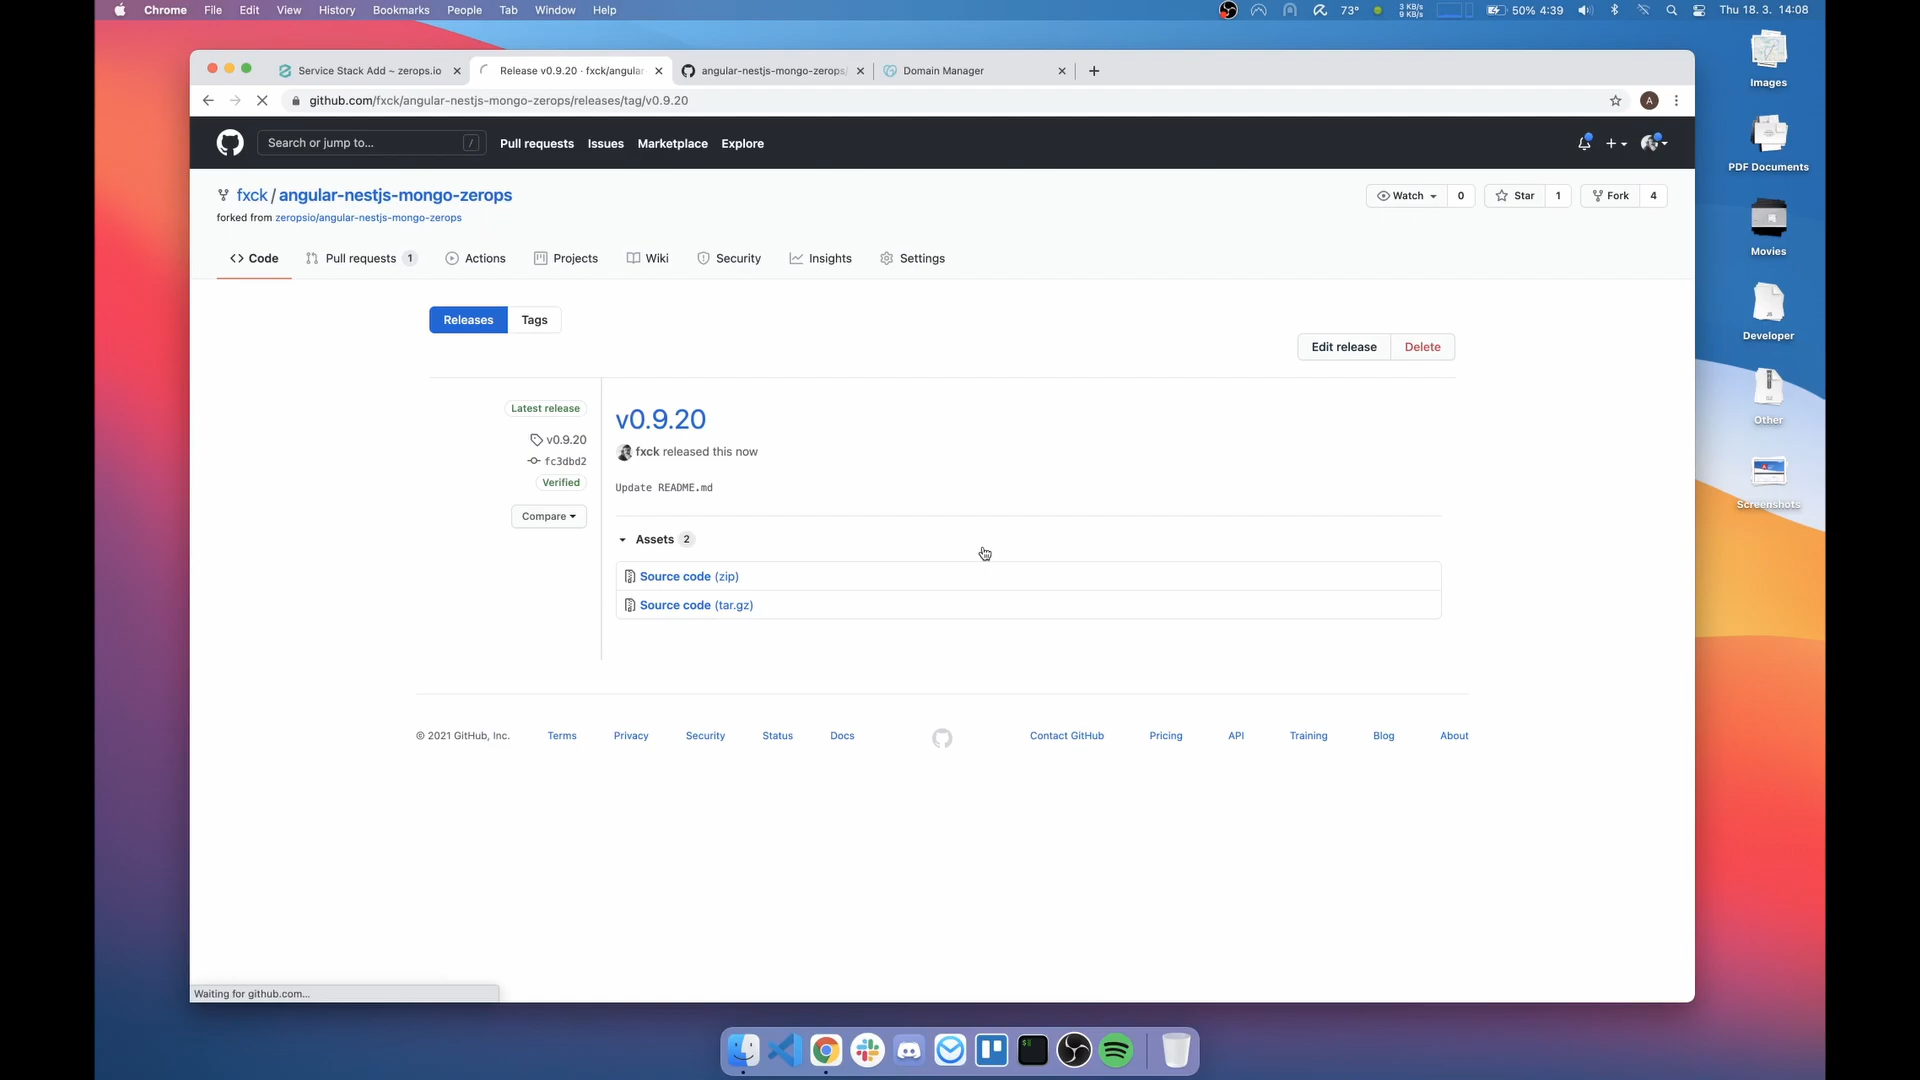 Chrome File Edit View History Bookmarks People Tab Window Help 73° 3 KB/s 9 KB/s 50% 4:39 Thu 18. 3. 14:08
Service Stack Add ~ zerops.io Release v0.9.20 · fxck/angular- angular-nestjs-mongo-zerops/ Domain Manager
github.com/fxck/angular-nestjs-mongo-zerops/releases/tag/v0.9.20 A
Search or jump to... / Pull requests Issues Marketplace Explore
fxck / angular-nestjs-mongo-zerops Watch 0 Star 1 Fork 4
forked from zeropsio/angular-nestjs-mongo-zerops
Code Pull requests 1 Actions Projects Wiki Security Insights Settings
Releases Tags
Edit release Delete
Latest release
v0.9.20
fc3dbd2
Verified
Compare
v0.9.20
fxck released this now
Update README.md
Assets 2
Source code (zip)
Source code (tar.gz)
© 2021 GitHub, Inc. Terms Privacy Security Status Docs Contact GitHub Pricing API Training Blog About
Waiting for github.com...
Images
PDF Documents
Movies
Developer
Other
Screenshots